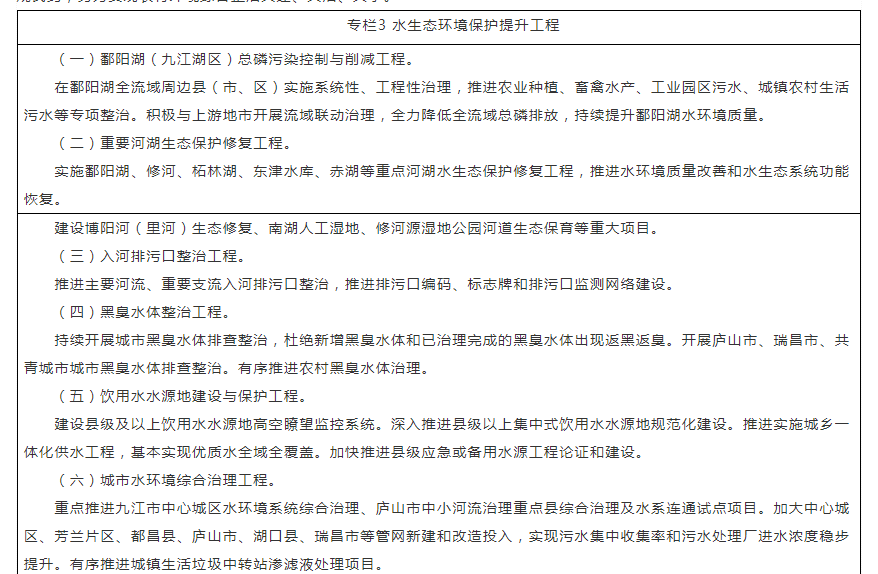 专栏3 水生态环境保护提升工程
（一）鄱阳湖（九江湖区）总磷污染控制与削减工程。
在鄱阳湖全流域周边县（市、区）实施系统性、工程性治理，推进农业种植、畜禽水产、工业园区污水、城镇农村生活
污水等专项整治。积极与上游地市开展流域联动治理，全力降低全流域总磷排放，持续提升鄱阳湖水环境质量。
（二）重要河湖生态保护修复工程。
实施鄱阳湖、修河、柘林湖、东津水库、赤湖等重点河湖水生态保护修复工程，推进水环境质量改善和水生态系统功能
恢复。
建设博阳河（里河）生态修复、南湖人工湿地、修河源湿地公园河道生态保育等重大项目。
（三）入河排污口整治工程。
推进主要河流、重要支流入河排污口整治，推进排污口编码、标志牌和排污口监测网络建设。
（四）黑臭水体整治工程。
持续开展城市黑臭水体排查整治，杜绝新增黑臭水体和已治理完成的黑臭水体出现返黑返臭。开展庐山市、瑞昌市、共
青城市城市黑臭水体排查整治。有序推进农村黑臭水体治理。
（五）饮用水水源地建设与保护工程。
建设县级及以上饮用水水源地高空瞭望监控系统。深入推进县级以上集中式饮用水水源地规范化建设。推进实施城乡一
体化供水工程，基本实现优质水全域全覆盖。加快推进县级应急或备用水源工程论证和建设。
（六）城市水环境综合治理工程。
重点推进九江市中心城区水环境系统综合治理、庐山市中小河流治理重点县综合治理及水系连通试点项目。加大中心城
区、芳兰片区、都昌县、庐山市、湖口县、瑞昌市等管网新建和改造投入，实现污水集中收集率和污水处理厂进水浓度稳步
提升。有序推进城镇生活垃圾中转站渗滤液处理项目。